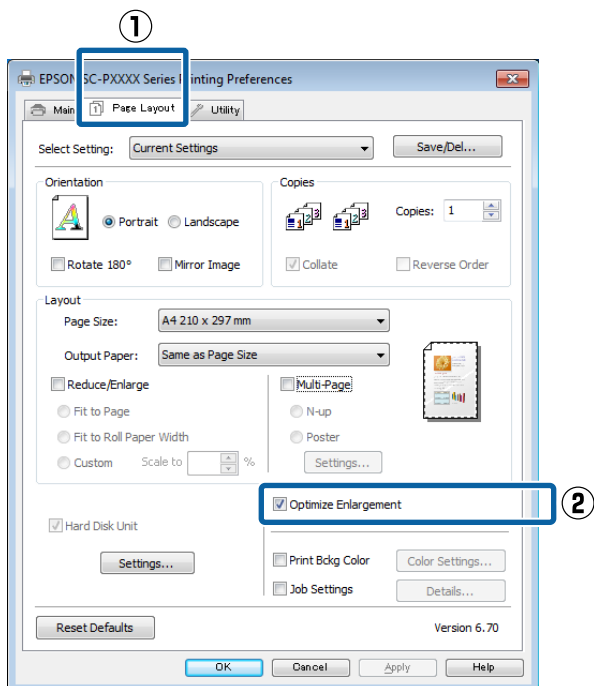 ①
EPSON SC-PXXXX Series Printing Preferences
Main Page Layout Utility
Select Setting: Current Settings Save/Del...
Orientation Copies
Portrait Landscape Copies: 1
Rotate 180° Mirror Image Collate Reverse Order
Layout
Page Size: A4 210 x 297 mm
Output Paper: Same as Page Size
Reduce/Enlarge Multi-Page
Fit to Page N-up
Fit to Roll Paper Width Poster
Custom Scale to % Settings...
Optimize Enlargement ②
Hard Disk Unit
Settings... Print Bckg Color Color Settings...
Job Settings Details...
Reset Defaults Version 6.70
OK Cancel Apply Help